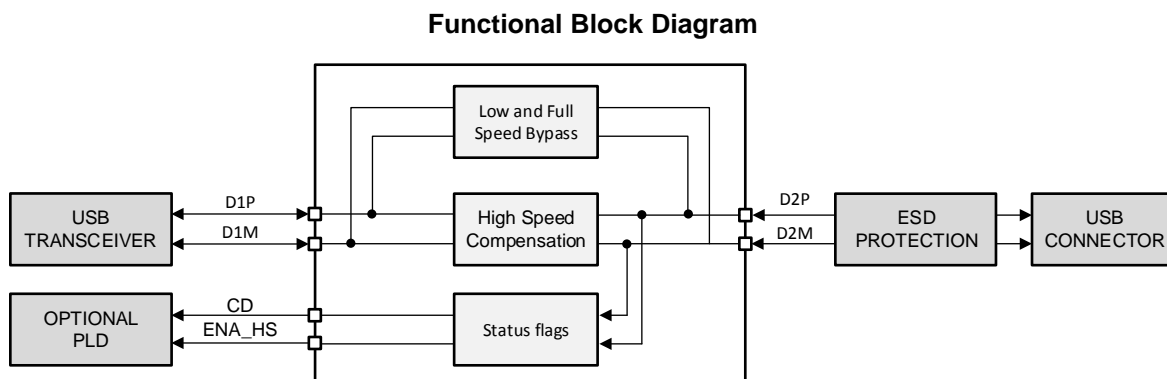 Functional Block Diagram
Low and Full
Speed Bypass
USB
TRANSCEIVER
D1P
D1M
High Speed
Compensation
D2P
D2M
ESD
PROTECTION
USB
CONNECTOR
OPTIONAL
PLD
CD
ENA_HS
Status flags